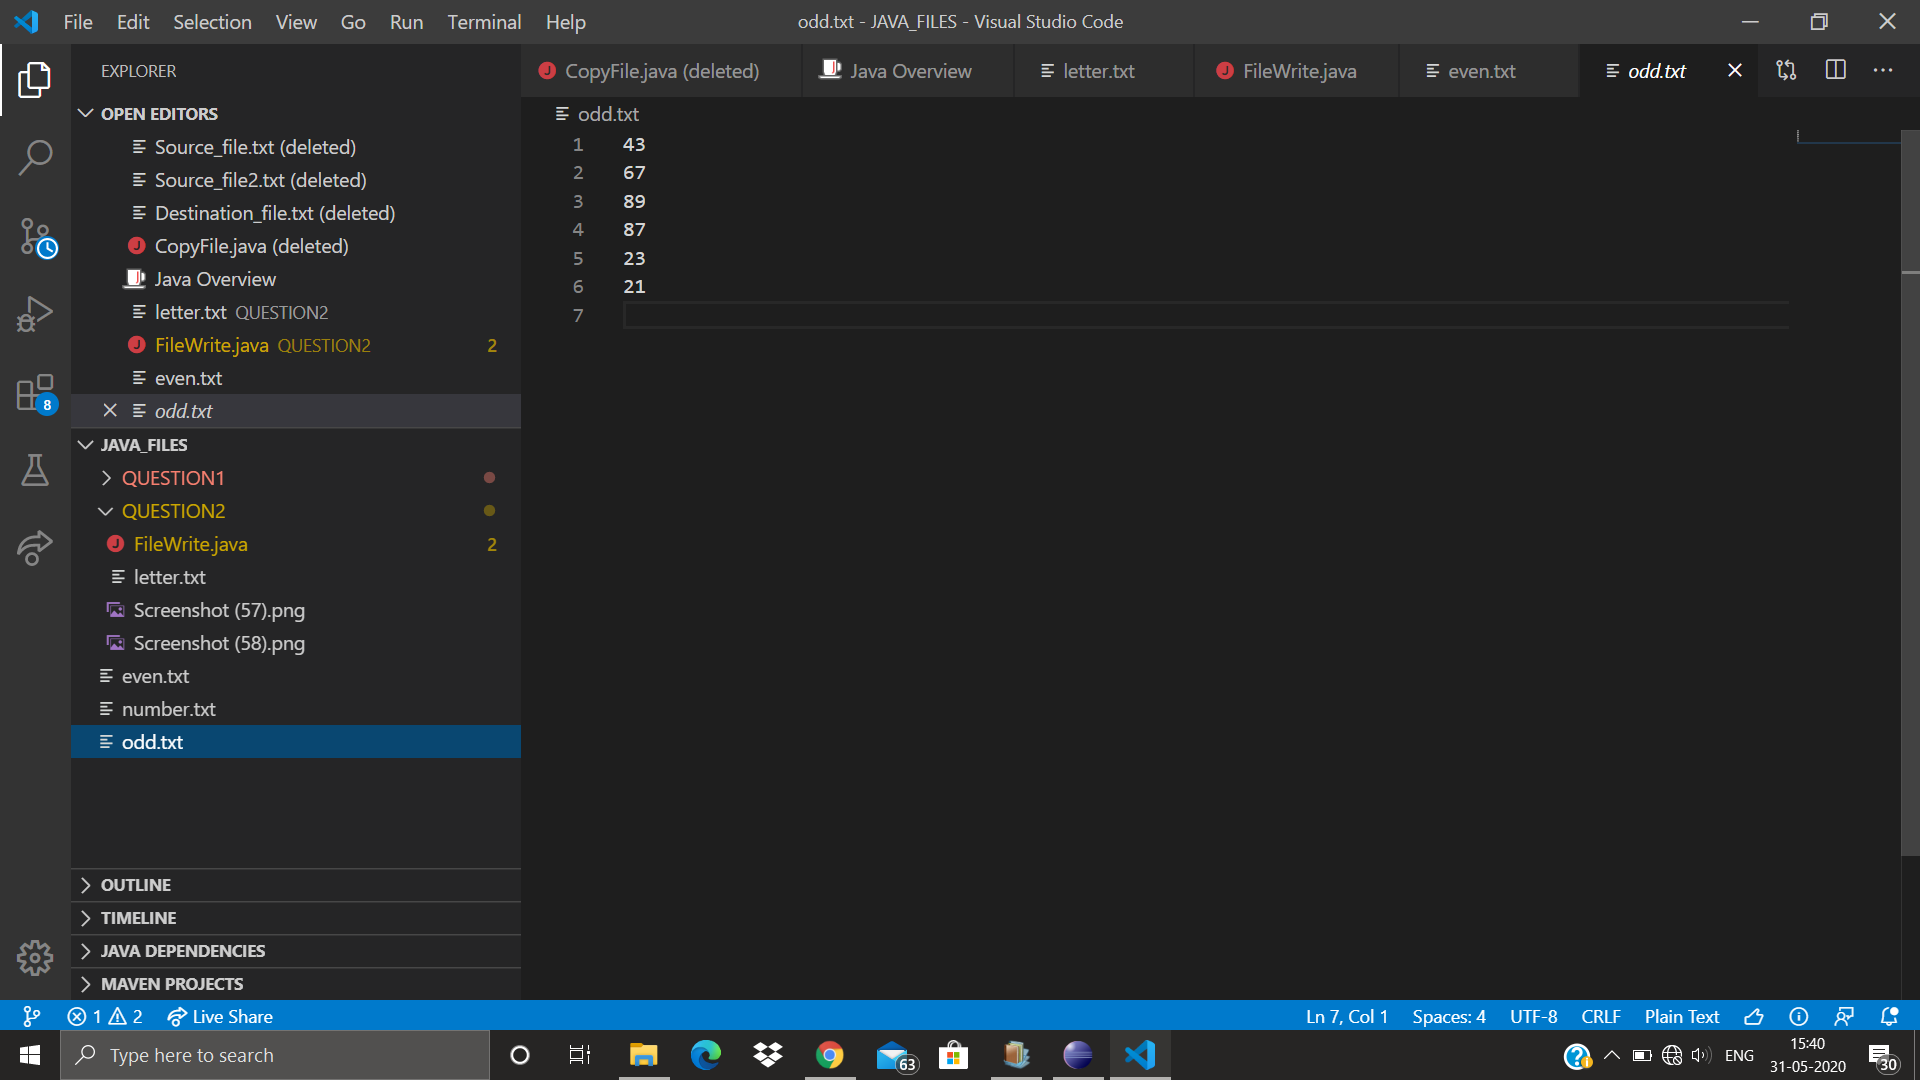 File Edit Selection View Go Run Terminal Help
odd.txt - JAVA_FILES - Visual Studio Code
EXPLORER
OPEN EDITORS
Source_file.txt (deleted)
Source_file2.txt (deleted)
Destination_file.txt (deleted)
CopyFile.java (deleted)
Java Overview
letter.txt QUESTION2
FileWrite.java QUESTION2 2
even.txt
odd.txt
JAVA_FILES
QUESTION1
QUESTION2
FileWrite.java 2
letter.txt
Screenshot (57).png
Screenshot (58).png
even.txt
number.txt
odd.txt
OUTLINE
TIMELINE
JAVA DEPENDENCIES
MAVEN PROJECTS
8
CopyFile.java (deleted) Java Overview letter.txt FileWrite.java even.txt odd.txt
odd.txt
1 43
2 67
3 89
4 87
5 23
6 21
7
1 2 Live Share
Ln 7, Col 1 Spaces: 4 UTF-8 CRLF Plain Text
Type here to search
63
ENG
15:40
31-05-2020
30